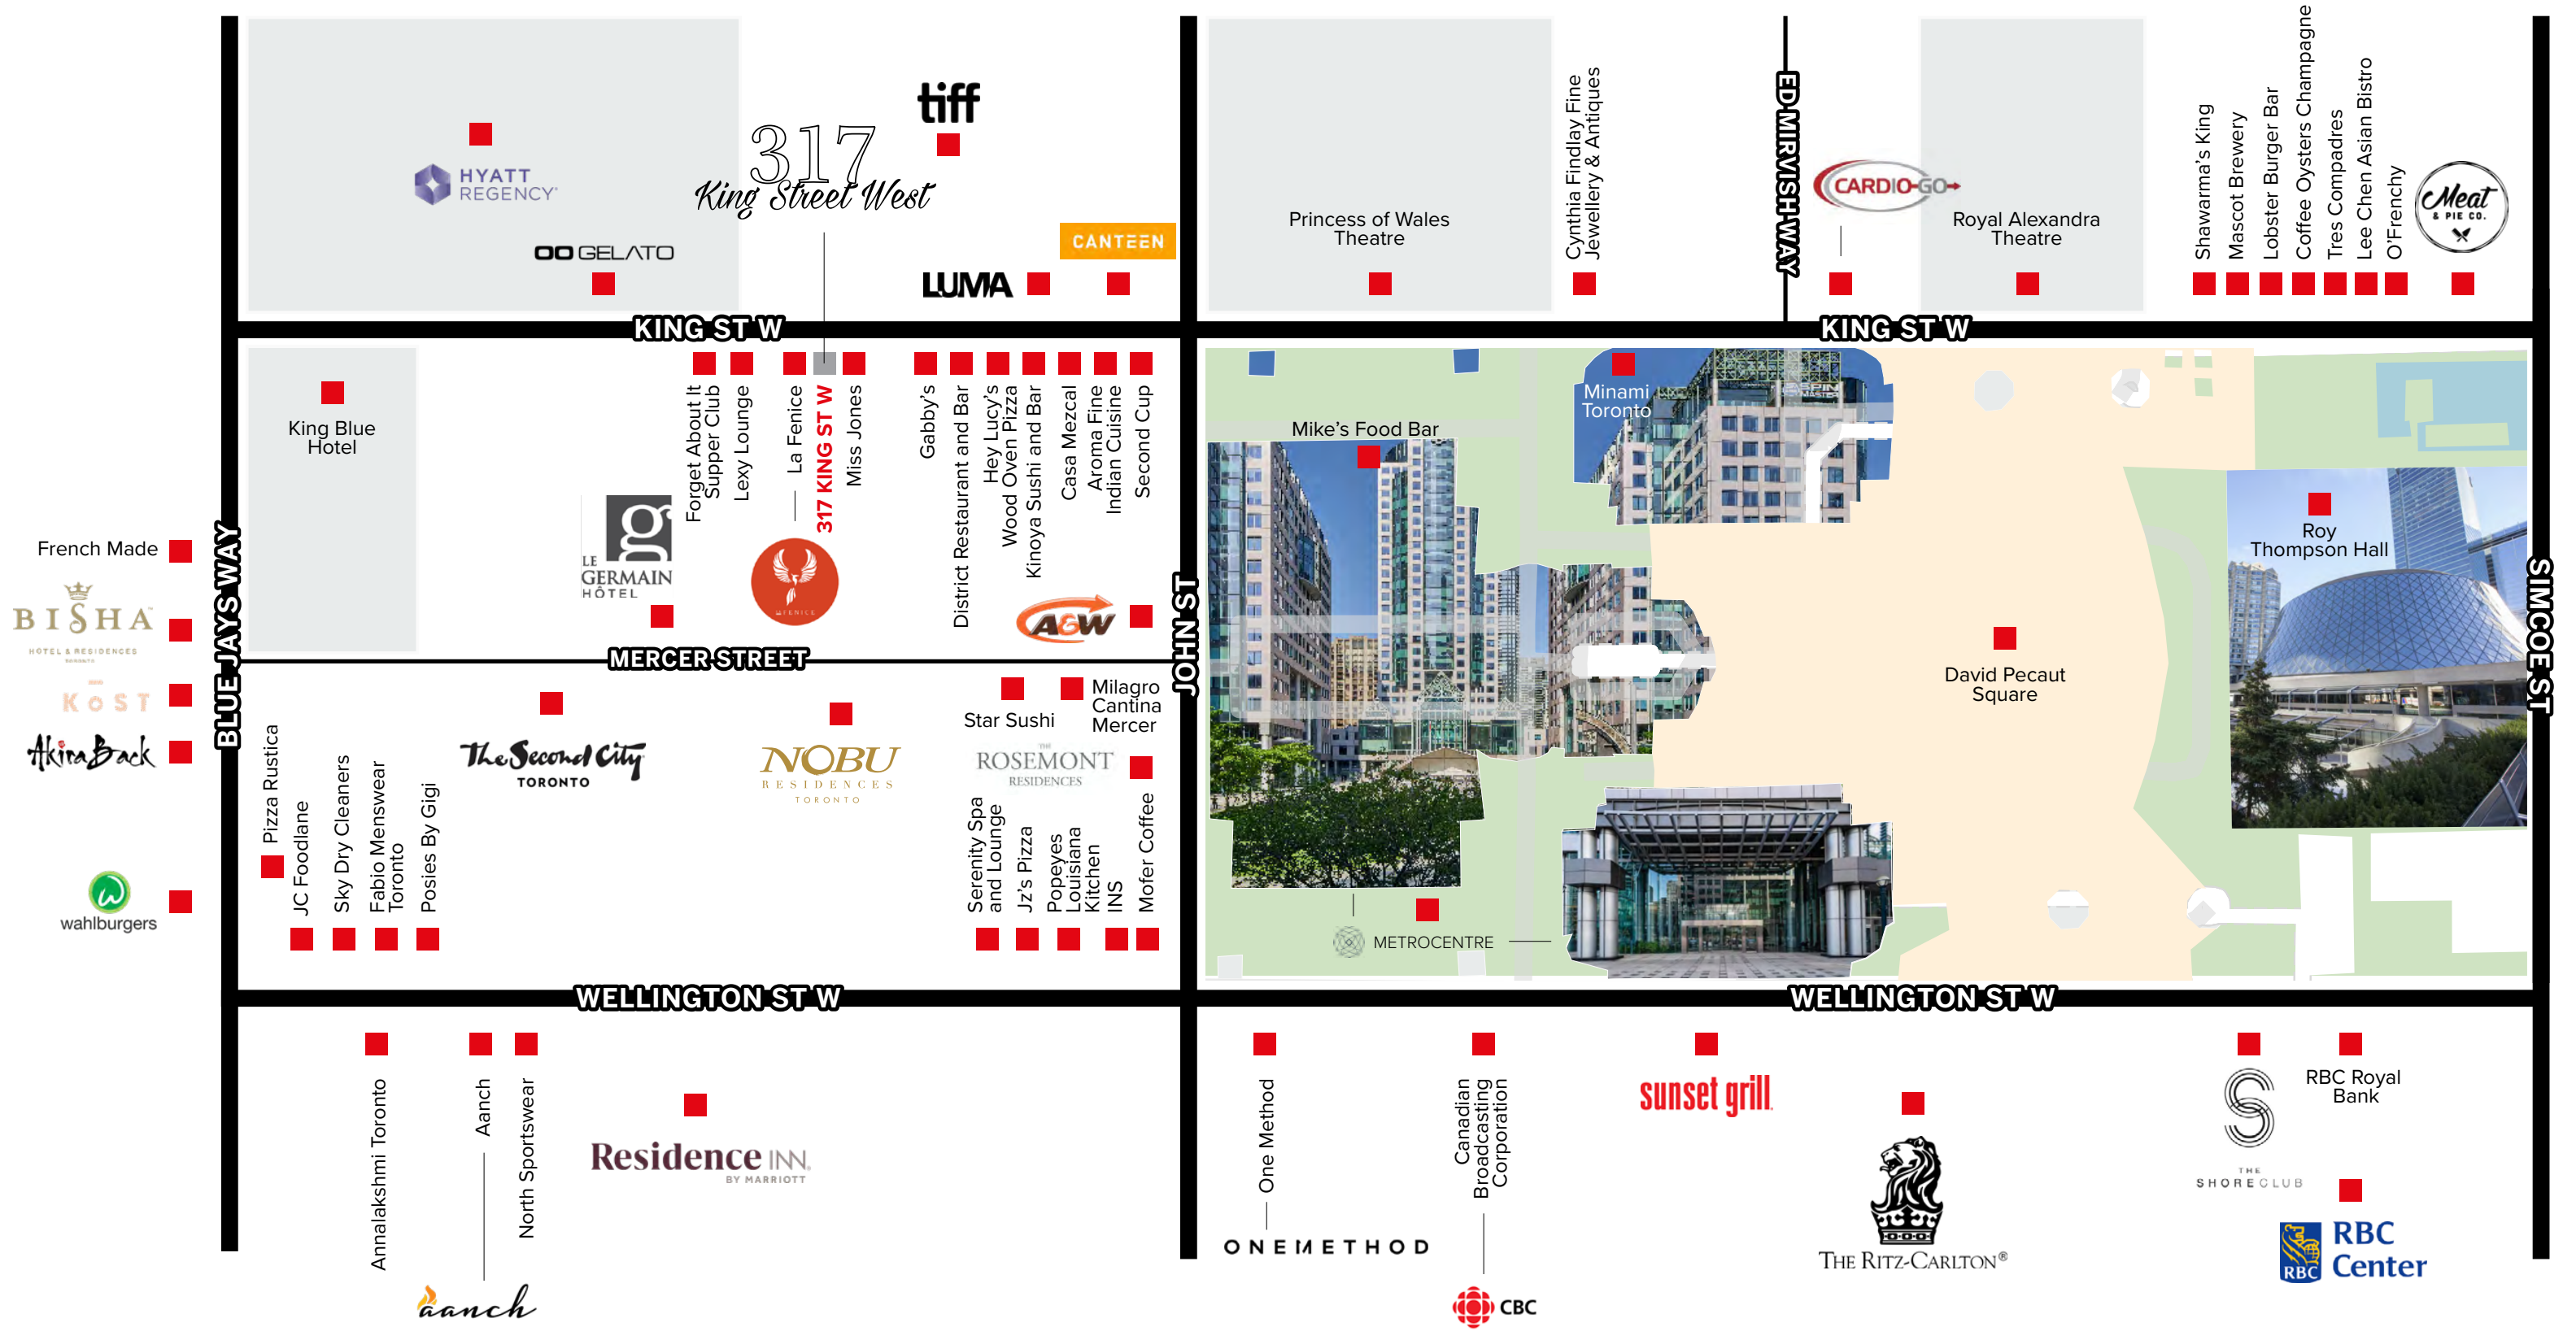 tiff
317
King Street West
HYATT
REGENCY
GELATO
LUMA
CANTEEN
Princess of Wales
Theatre
Cynthia Findlay Fine
Jewellery & Antiques
ED MIRVISH WAY
CARDIO-GO
Royal Alexandra
Theatre
Shawarma's King
Mascot Brewery
Lobster Burger Bar
Coffee Oysters Champagne
Tres Compadres
Lee Chen Asian Bistro
O'Frenchy
Meat
& PIE CO.
KING ST W
KING ST W
King Blue
Hotel
Forget About It
Supper Club
Lexy Lounge
La Fenice
317 KING ST W
Miss Jones
Gabby's
District Restaurant and Bar
Hey Lucy's
Wood Oven Pizza
Kinoya Sushi and Bar
Casa Mezcal
Aroma Fine
Indian Cuisine
Second Cup
g
LE
GERMAIN
HÔTEL
LA FENICE
A&W
Mike's Food Bar
Minami
Toronto
SPIN
MASTER
Roy
Thompson Hall
David Pecaut
Square
French Made
BISHA
HOTEL & RESIDENCES
TORONTO
KŌST
Akira Back
wahlburgers
BLUE JAYS WAY
MERCER STREET
JOHN ST
SIMCOE ST
Pizza Rustica
JC Foodlane
Sky Dry Cleaners
Fabio Menswear
Toronto
Posies By Gigi
The Second City
TORONTO
NOBU
RESIDENCES
TORONTO
Star Sushi
Milagro
Cantina
Mercer
THE
ROSEMONT
RESIDENCES
Serenity Spa
and Lounge
Jz's Pizza
Popeyes
Louisiana
Kitchen
INS
Mofer Coffee
METROCENTRE
WELLINGTON ST W
WELLINGTON ST W
Annalakshmi Toronto
Aanch
aanch
North Sportswear
Residence INN
BY MARRIOTT
One Method
ONEMETHOD
Canadian
Broadcasting
Corporation
CBC
sunset grill
THE RITZ-CARLTON®
THE
SHORECLUB
RBC Royal
Bank
RBC
RBC
Center